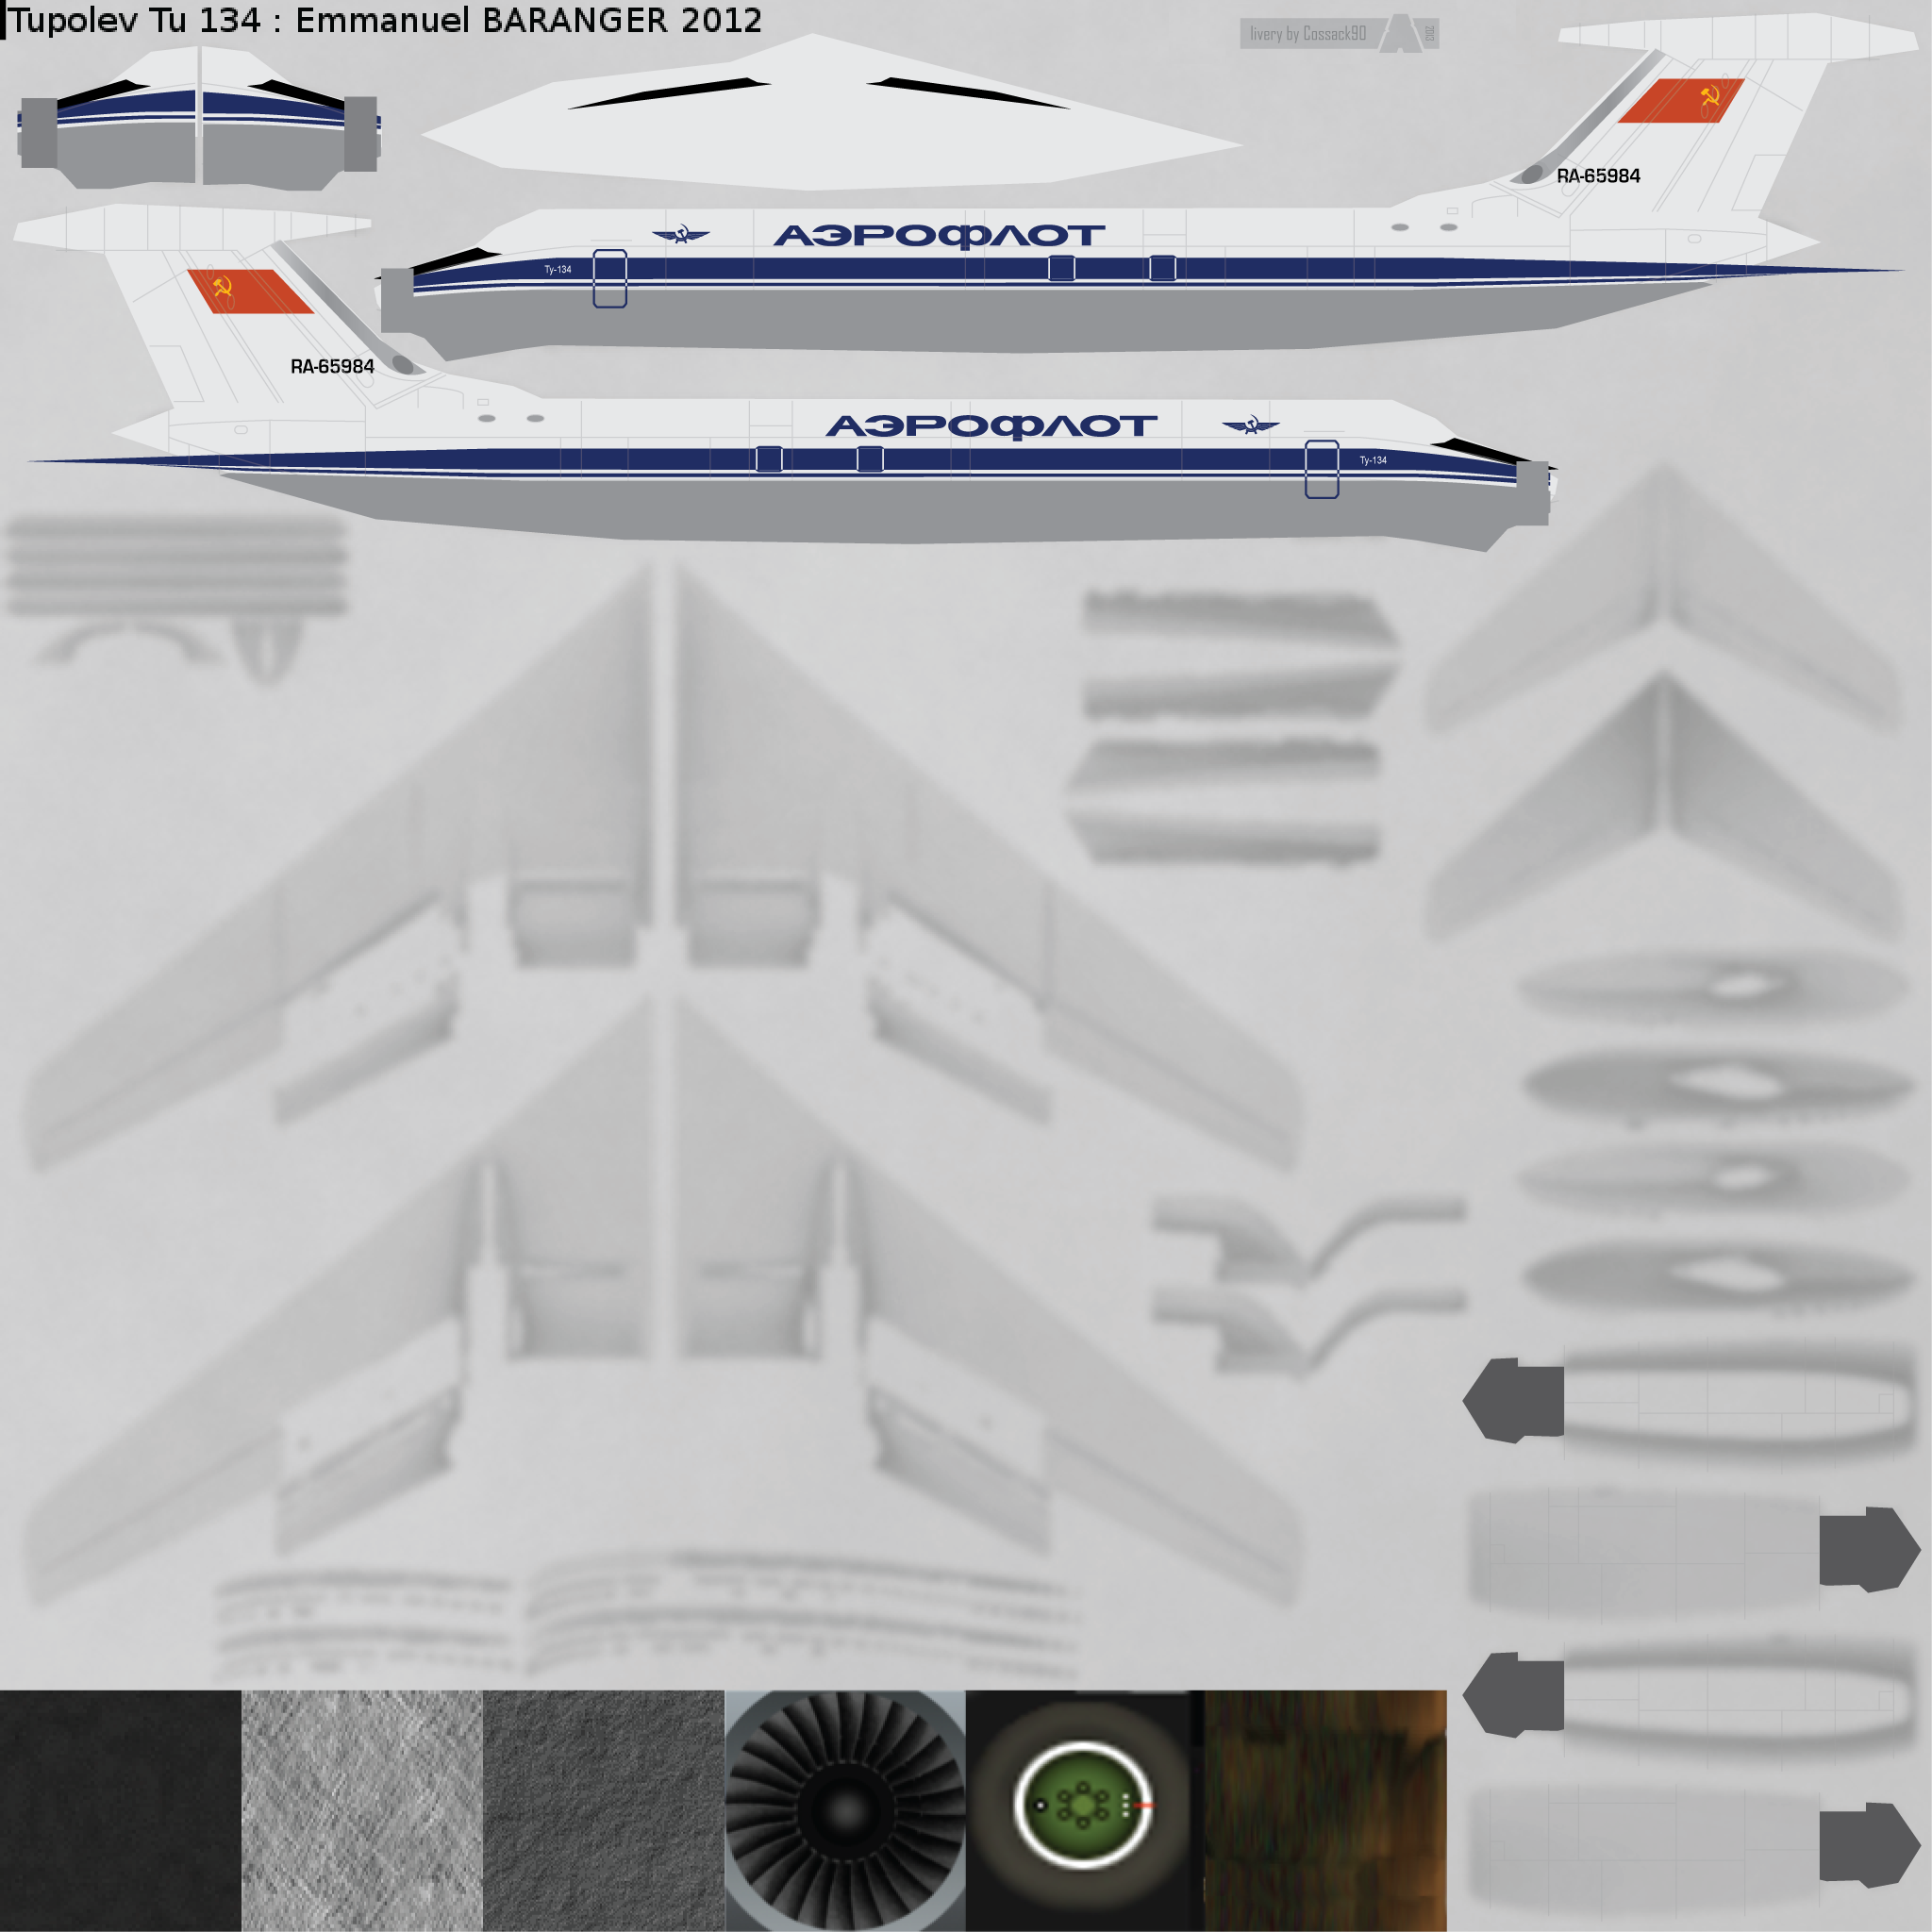 Tupolev Tu 134 : Emmanuel BARANGER 2012
livery by Cossack90
2012
RA-65984
АЭРОФЛОТ
Ту-134
RA-65984
АЭРОФЛОТ
Ту-134